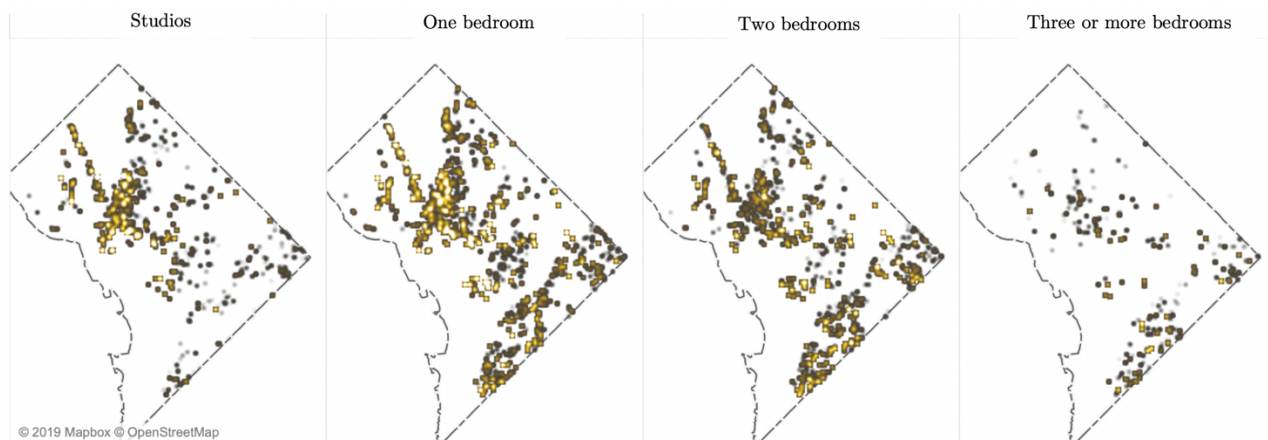 Studios
One bedroom
Two bedrooms
Three or more bedrooms
© 2019 Mapbox © OpenStreetMap